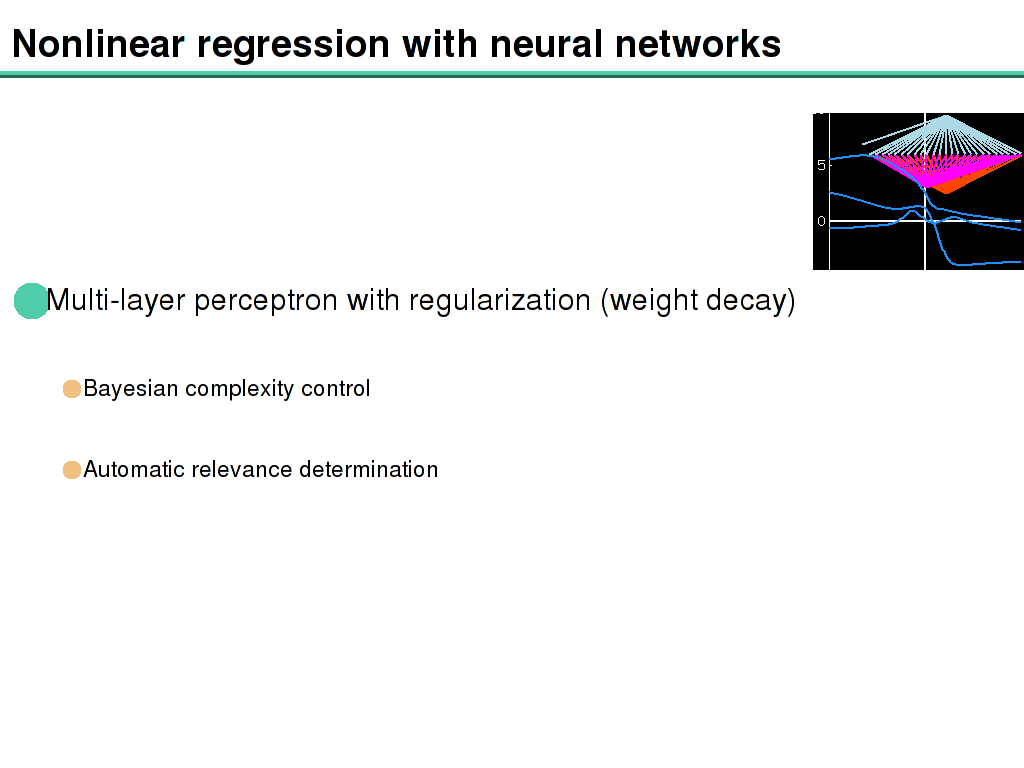 Nonlinear regression with neural networks
5
0
Multi-layer perceptron with regularization (weight decay)
Bayesian complexity control
Automatic relevance determination